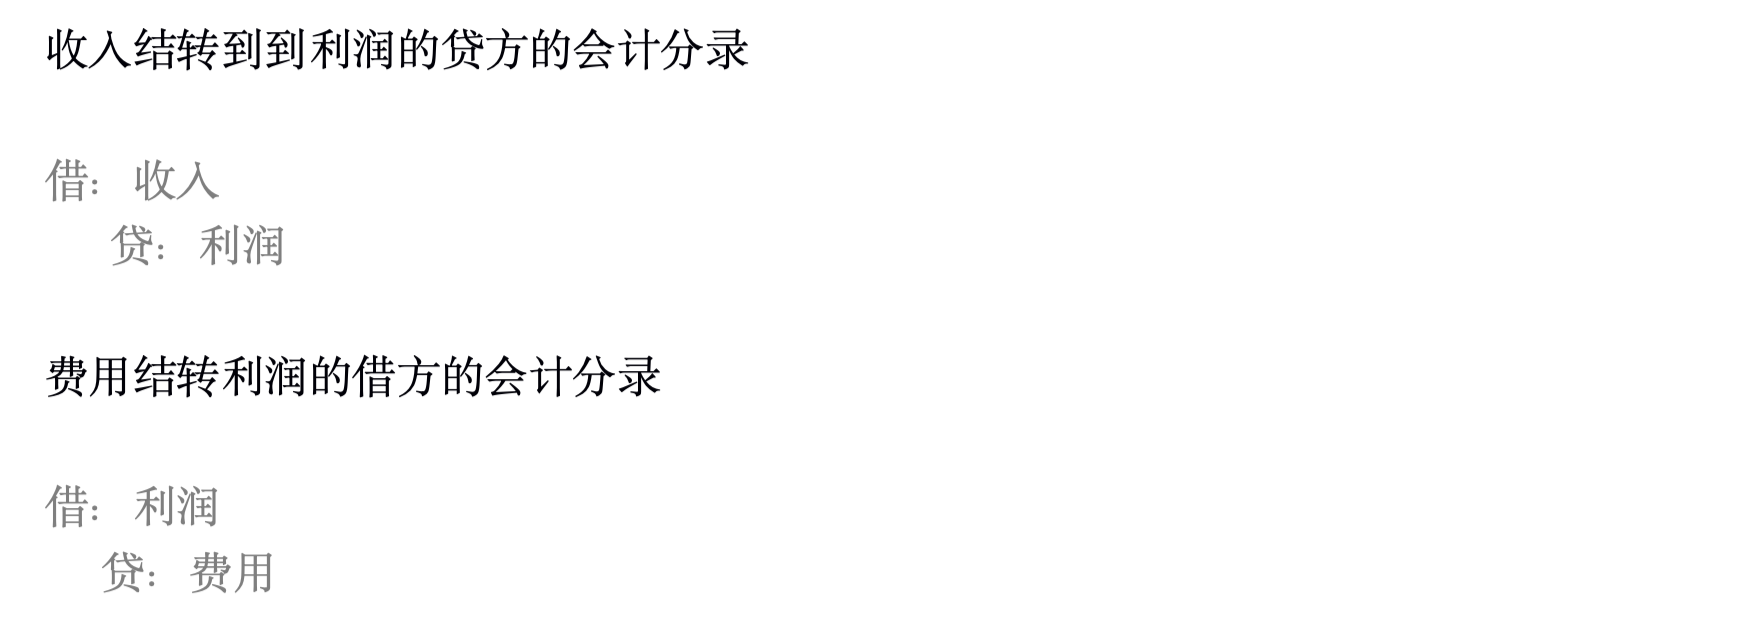 收入结转到到利润的贷方的会计分录
借：收入
贷：利润
费用结转利润的借方的会计分录
借：利润
贷：费用